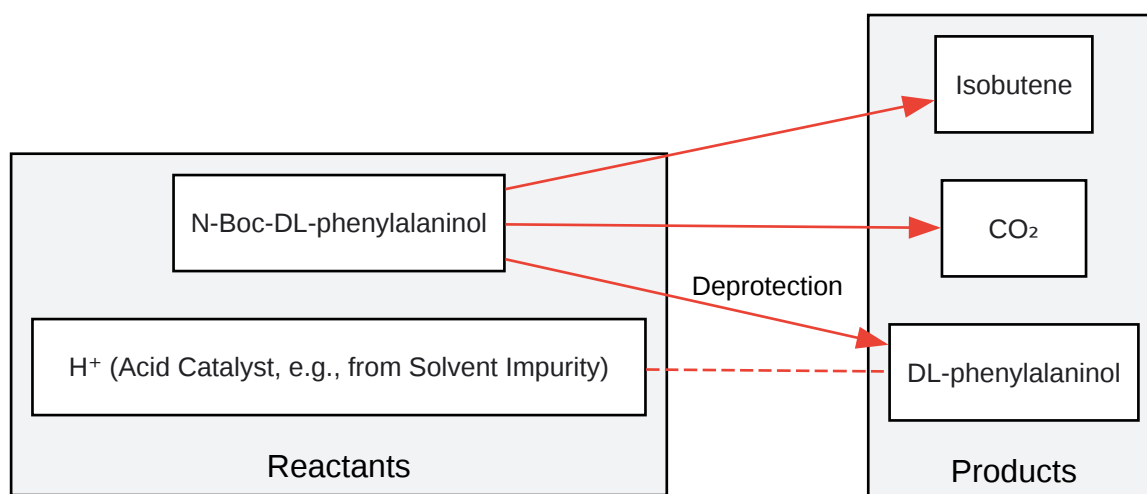 Isobutene
N-Boc-DL-phenylalaninol
CO₂
Deprotection
H⁺ (Acid Catalyst, e.g., from Solvent Impurity)
DL-phenylalaninol
Reactants
Products